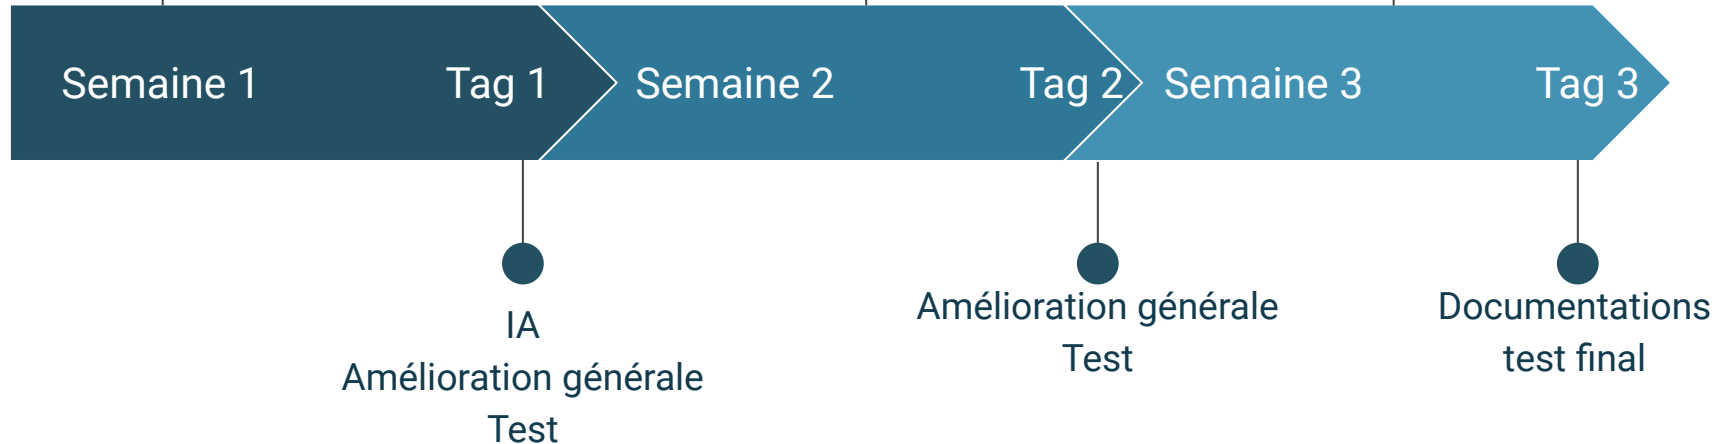 Semaine 1
Tag 1
Semaine 2
Tag 2
Semaine 3
Tag 3
IA
Amélioration générale
Test
Amélioration générale
Test
Documentations
test final